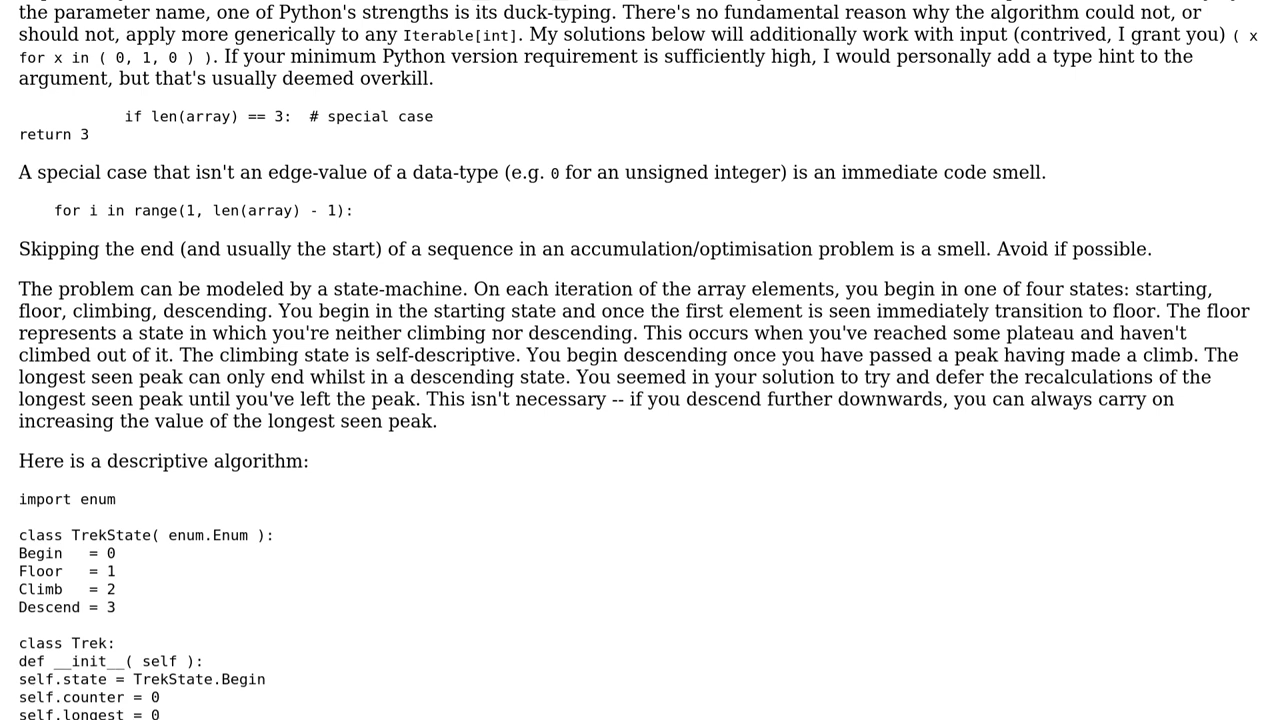 the parameter name, one of Python's strengths is its duck-typing. There's no fundamental reason why the algorithm could not, or
should not, apply more generically to any Iterable[int]. My solutions below will additionally work with input (contrived, I grant you) ( x
for x in ( 0, 1, 0 ) ). If your minimum Python version requirement is sufficiently high, I would personally add a type hint to the
argument, but that's usually deemed overkill.
if len(array) == 3:  # special case
return 3
A special case that isn't an edge-value of a data-type (e.g. 0 for an unsigned integer) is an immediate code smell.
for i in range(1, len(array) - 1):
Skipping the end (and usually the start) of a sequence in an accumulation/optimisation problem is a smell. Avoid if possible.
The problem can be modeled by a state-machine. On each iteration of the array elements, you begin in one of four states: starting,
floor, climbing, descending. You begin in the starting state and once the first element is seen immediately transition to floor. The floor
represents a state in which you're neither climbing nor descending. This occurs when you've reached some plateau and haven't
climbed out of it. The climbing state is self-descriptive. You begin descending once you have passed a peak having made a climb. The
longest seen peak can only end whilst in a descending state. You seemed in your solution to try and defer the recalculations of the
longest seen peak until you've left the peak. This isn't necessary -- if you descend further downwards, you can always carry on
increasing the value of the longest seen peak.
Here is a descriptive algorithm:
import enum
class TrekState( enum.Enum ):
Begin   = 0
Floor   = 1
Climb   = 2
Descend = 3
class Trek:
def __init__( self ):
self.state = TrekState.Begin
self.counter = 0
self.longest = 0